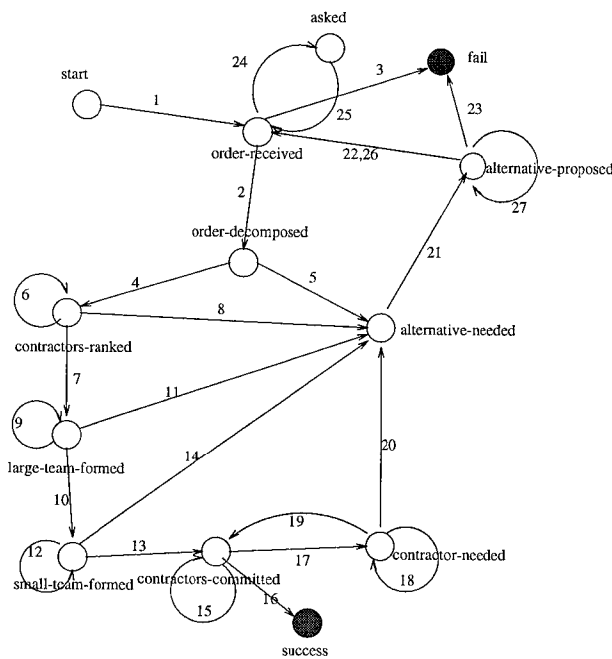 asked
24
3
fail
start
1
25
23
order-received
22,26
alternative-proposed
2
27
order-decomposed
21
4
5
6
8
alternative-needed
contractors-ranked
7
11
9
14
20
large-team-formed
10
19
12
13
17
contractor-needed
small-team-formed
contractors-committed
18
15
16
success